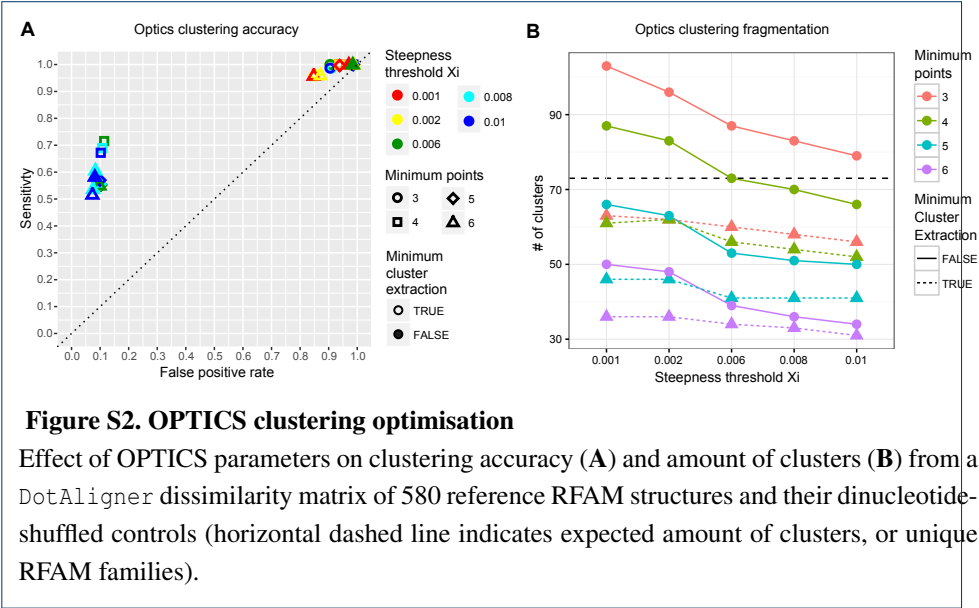 A
Optics clustering accuracy
1.0
0.9
0.8
0.7
0.6
0.5
0.4
0.3
0.2
0.1
0.0
Sensitivity
0.0 0.1 0.2 0.3 0.4 0.5 0.6 0.7 0.8 0.9 1.0
False positive rate
Steepness
threshold Xi
0.001 0.008
0.002 0.01
0.006
Minimum points
3 5
4 6
Minimum
cluster
extraction
TRUE
FALSE
B
Optics clustering fragmentation
90
70
50
30
# of clusters
0.001 0.002 0.006 0.008 0.01
Steepness threshold Xi
Minimum
points
3
4
5
6
Minimum
Cluster
Extraction
FALSE
TRUE
Figure S2. OPTICS clustering optimisation
Effect of OPTICS parameters on clustering accuracy (A) and amount of clusters (B) from a
DotAligner dissimilarity matrix of 580 reference RFAM structures and their dinucleotide-
shuffled controls (horizontal dashed line indicates expected amount of clusters, or unique
RFAM families).